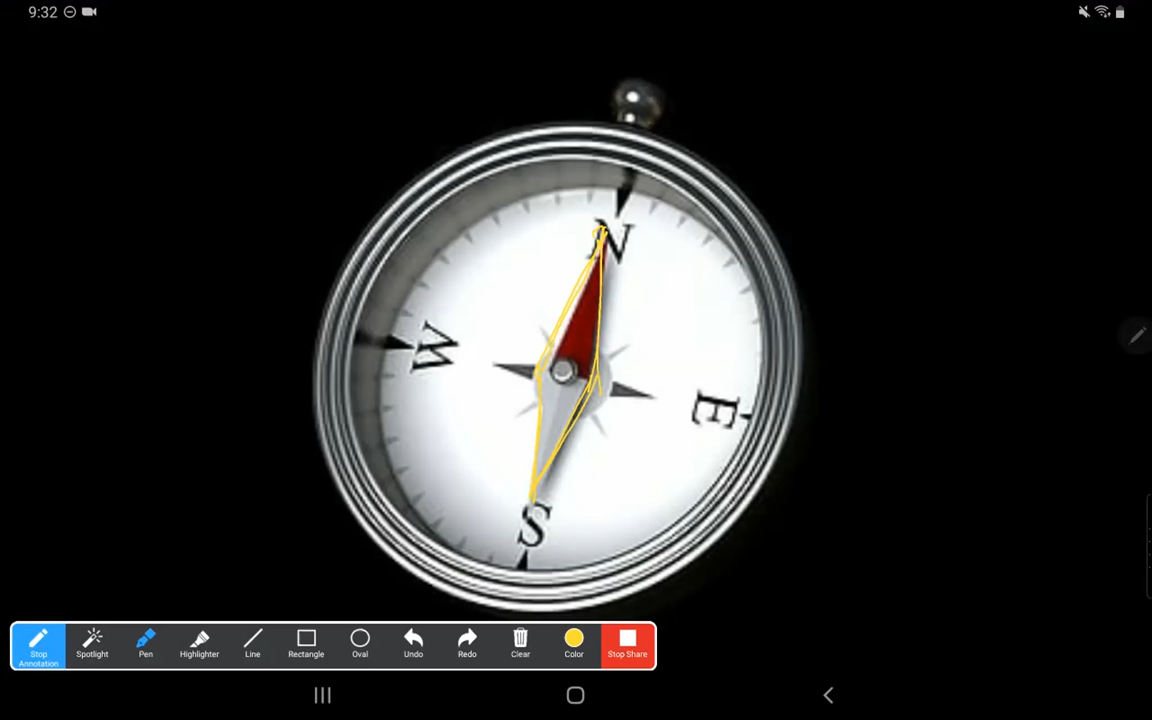 9:32
N
W
E
S
Stop Annotation
Spotlight
Pen
Highlighter
Line
Rectangle
Oval
Undo
Redo
Clear
Color
Stop Share